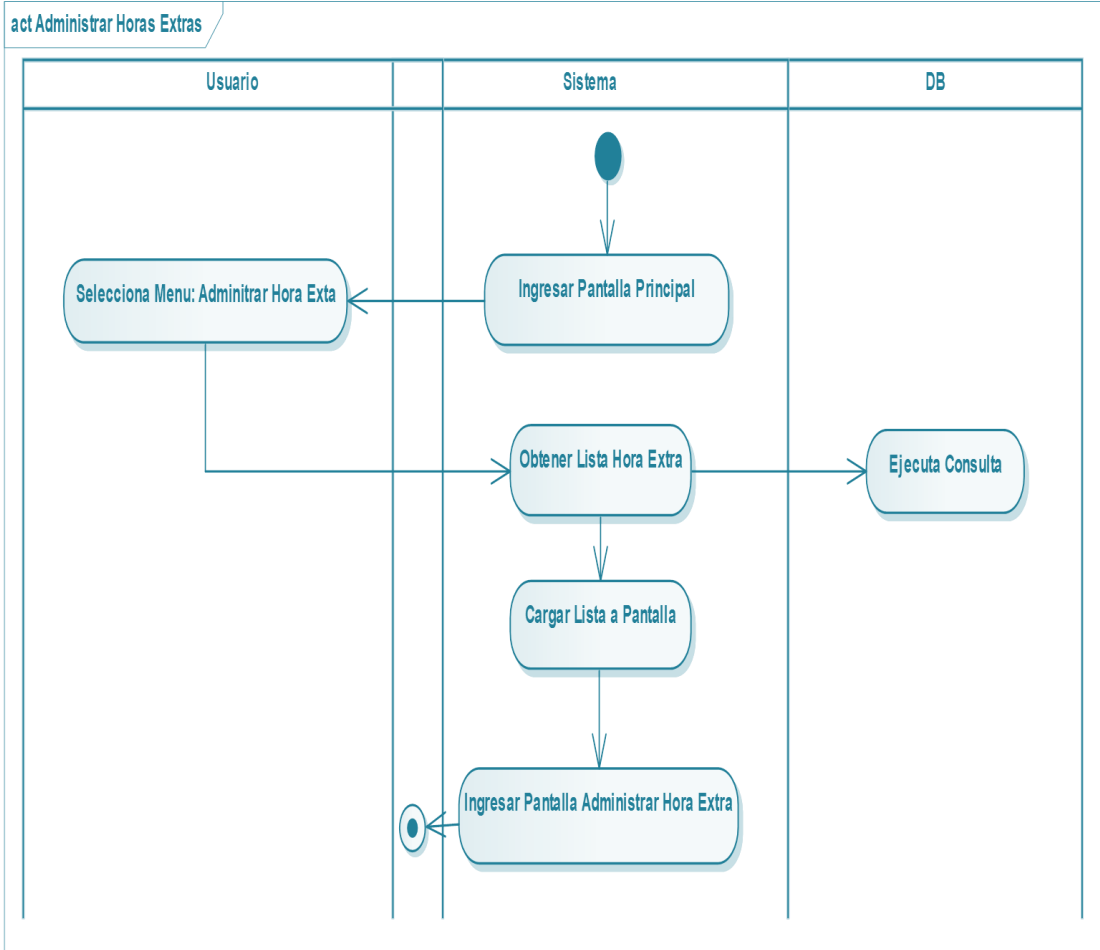 act Administrar Horas Extras
Usuario
Sistema
DB
Selecciona Menu: Adminitrar Hora Exta
Ingresar Pantalla Principal
Obtener Lista Hora Extra
Ejecuta Consulta
Cargar Lista a Pantalla
Ingresar Pantalla Administrar Hora Extra